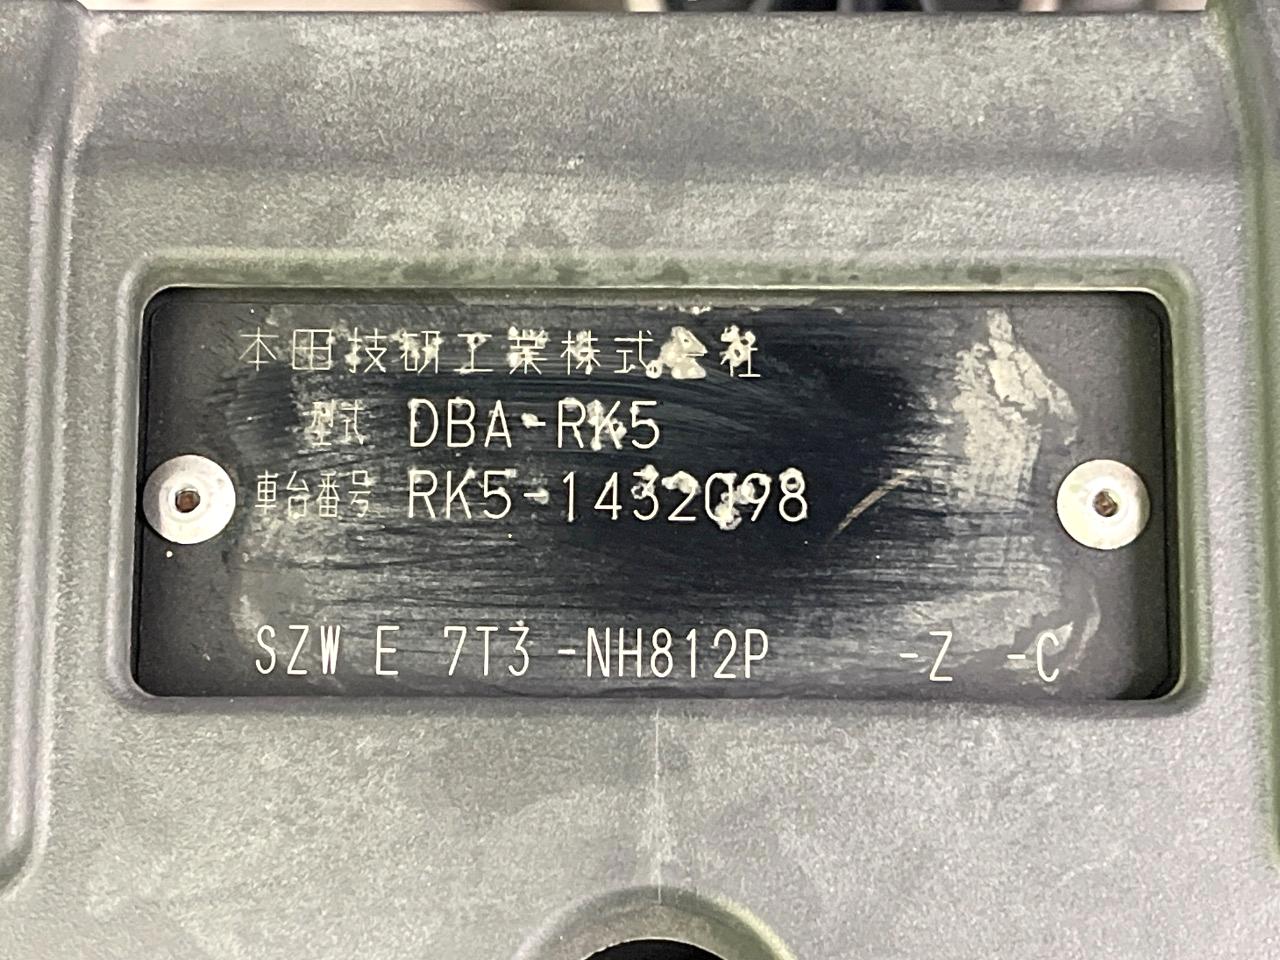 本田技研工業株式会社
型式 DBA-RK5
車台番号 RK5-1432098
SZW E 7T3 -NH812P -Z -C